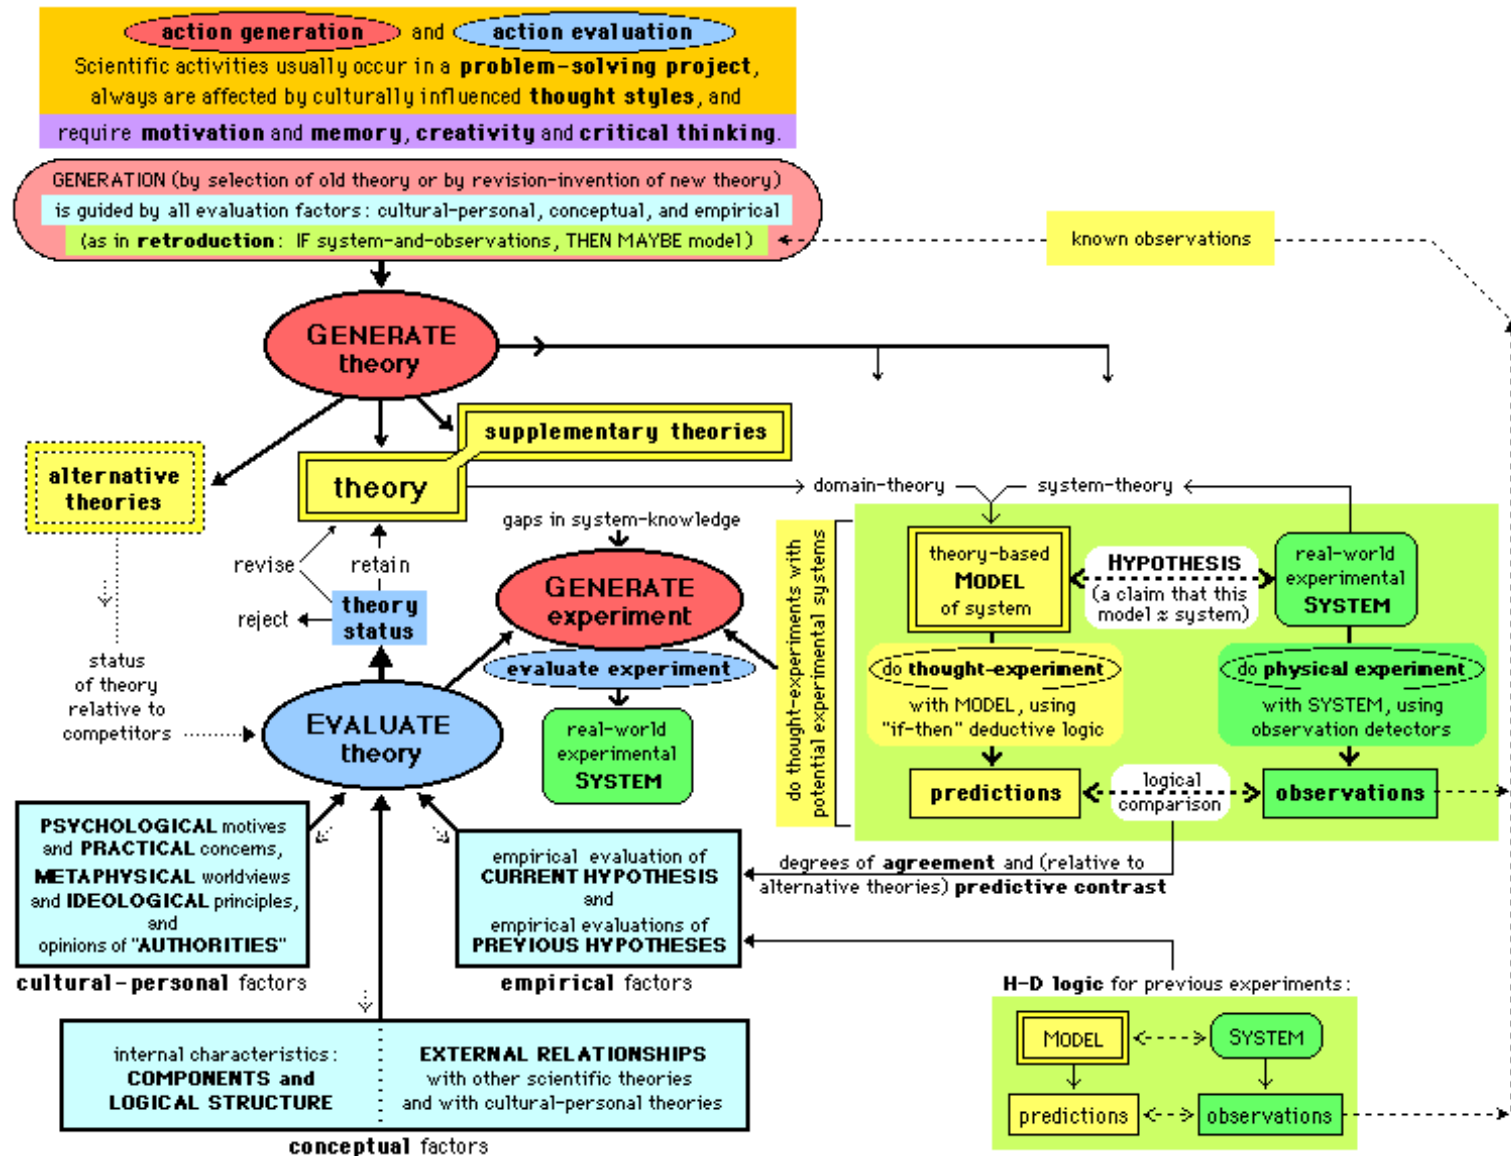 action generation and action evaluation
Scientific activities usually occur in a problem-solving project,
always are affected by culturally influenced thought styles, and
require motivation and memory, creativity and critical thinking.
GENERATION (by selection of old theory or by revision-invention of new theory)
is guided by all evaluation factors: cultural-personal, conceptual, and empirical
(as in retroduction: IF system-and-observations, THEN MAYBE model)
known observations
GENERATE
theory
supplementary theories
alternative
theories
theory
domain-theory
system-theory
gaps in system-knowledge
revise
retain
reject
theory
status
GENERATE
experiment
evaluate experiment
real-world
experimental
SYSTEM
do thought-experiments with
potential experimental systems
theory-based
MODEL
of system
HYPOTHESIS
(a claim that this
model ≈ system)
real-world
experimental
SYSTEM
do thought-experiment
with MODEL, using
"if-then" deductive logic
do physical experiment
with SYSTEM, using
observation detectors
predictions
logical
comparison
observations
status
of theory
relative to
competitors
EVALUATE
theory
PSYCHOLOGICAL motives
and PRACTICAL concerns,
METAPHYSICAL worldviews
and IDEOLOGICAL principles,
and
opinions of "AUTHORITIES"
cultural-personal factors
empirical evaluation of
CURRENT HYPOTHESIS
and
empirical evaluations of
PREVIOUS HYPOTHESES
empirical factors
degrees of agreement and (relative to
alternative theories) predictive contrast
internal characteristics:
COMPONENTS and
LOGICAL STRUCTURE
EXTERNAL RELATIONSHIPS
with other scientific theories
and with cultural-personal theories
conceptual factors
H-D logic for previous experiments:
MODEL
SYSTEM
predictions
observations